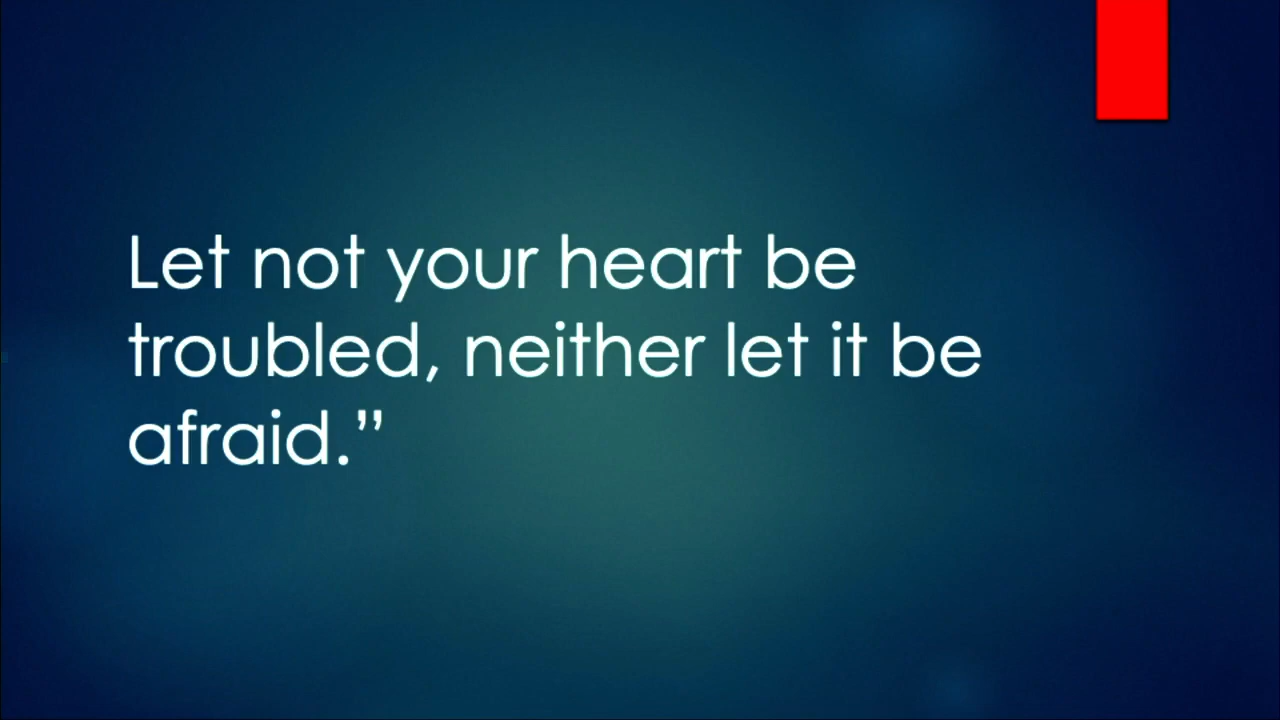 Let not your heart be
troubled, neither let it be
afraid.”